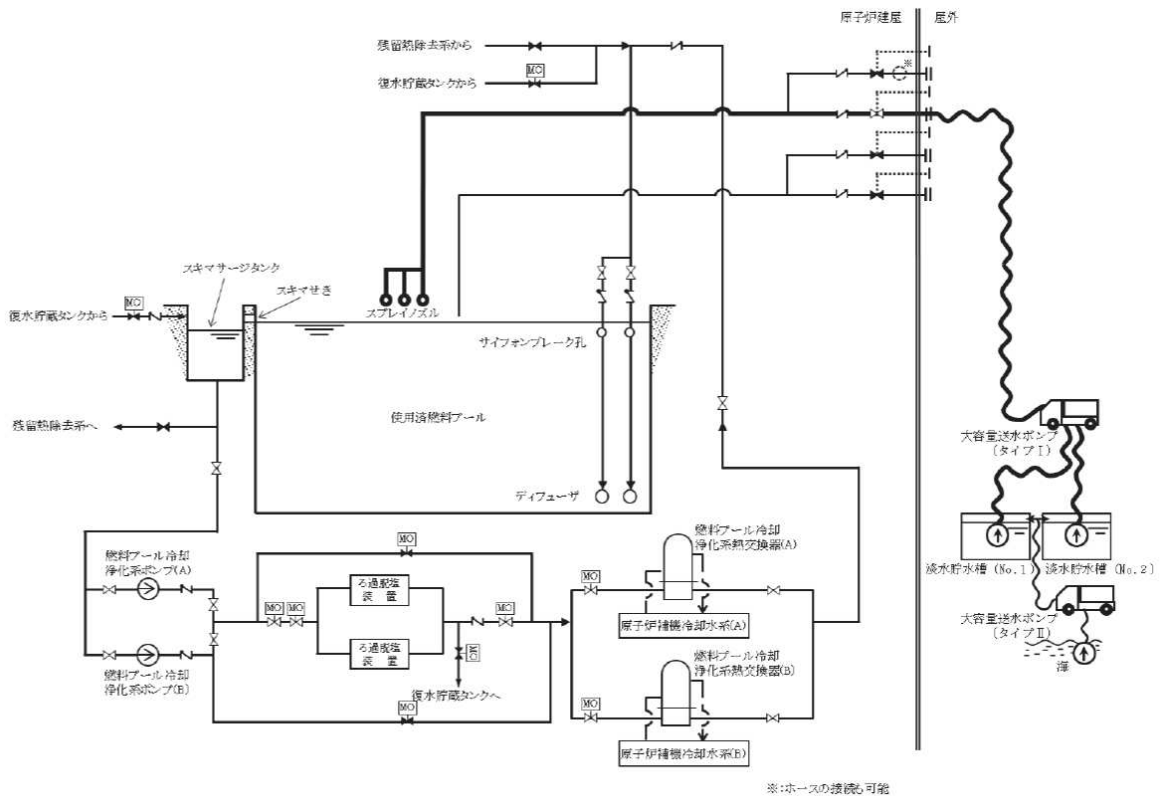 原子炉建屋
屋外
残留熱除去系から
MO
復水貯蔵タンクから
※
スキマサージタンク
スキマせき
MO
復水貯蔵タンクから
スプレイノズル
サイフォンブレーク孔
使用済燃料プール
残留熱除去系へ
ディフューザ
大容量送水ポンプ
(タイプⅠ)
淡水貯水槽 (No.1)
淡水貯水槽 (No.2)
大容量送水ポンプ
(タイプⅡ)
海
燃料プール冷却
浄化系ポンプ(A)
燃料プール冷却
浄化系ポンプ(B)
MO
MO
MO
ろ過脱塩
装置
ろ過脱塩
装置
MO
MO
復水貯蔵タンクへ
MO
燃料プール冷却
浄化系熱交換器(A)
MO
原子炉補機冷却水系(A)
燃料プール冷却
浄化系熱交換器(B)
MO
原子炉補機冷却水系(B)
※:ホースの接続も可能